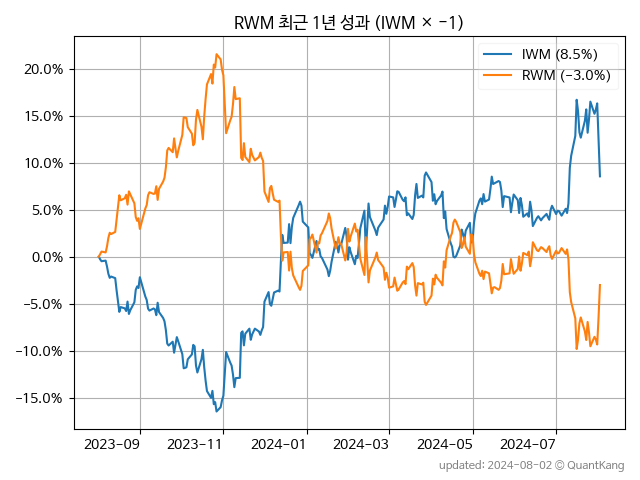 RWM 최근 1년 성과 (IWM × −1)
IWM (8.5%)
RWM (−3.0%)
20.0%
15.0%
10.0%
5.0%
0.0%
−5.0%
−10.0%
−15.0%
2023-09 2023-11 2024-01 2024-03 2024-05 2024-07
updated: 2024-08-02 © QuantKang